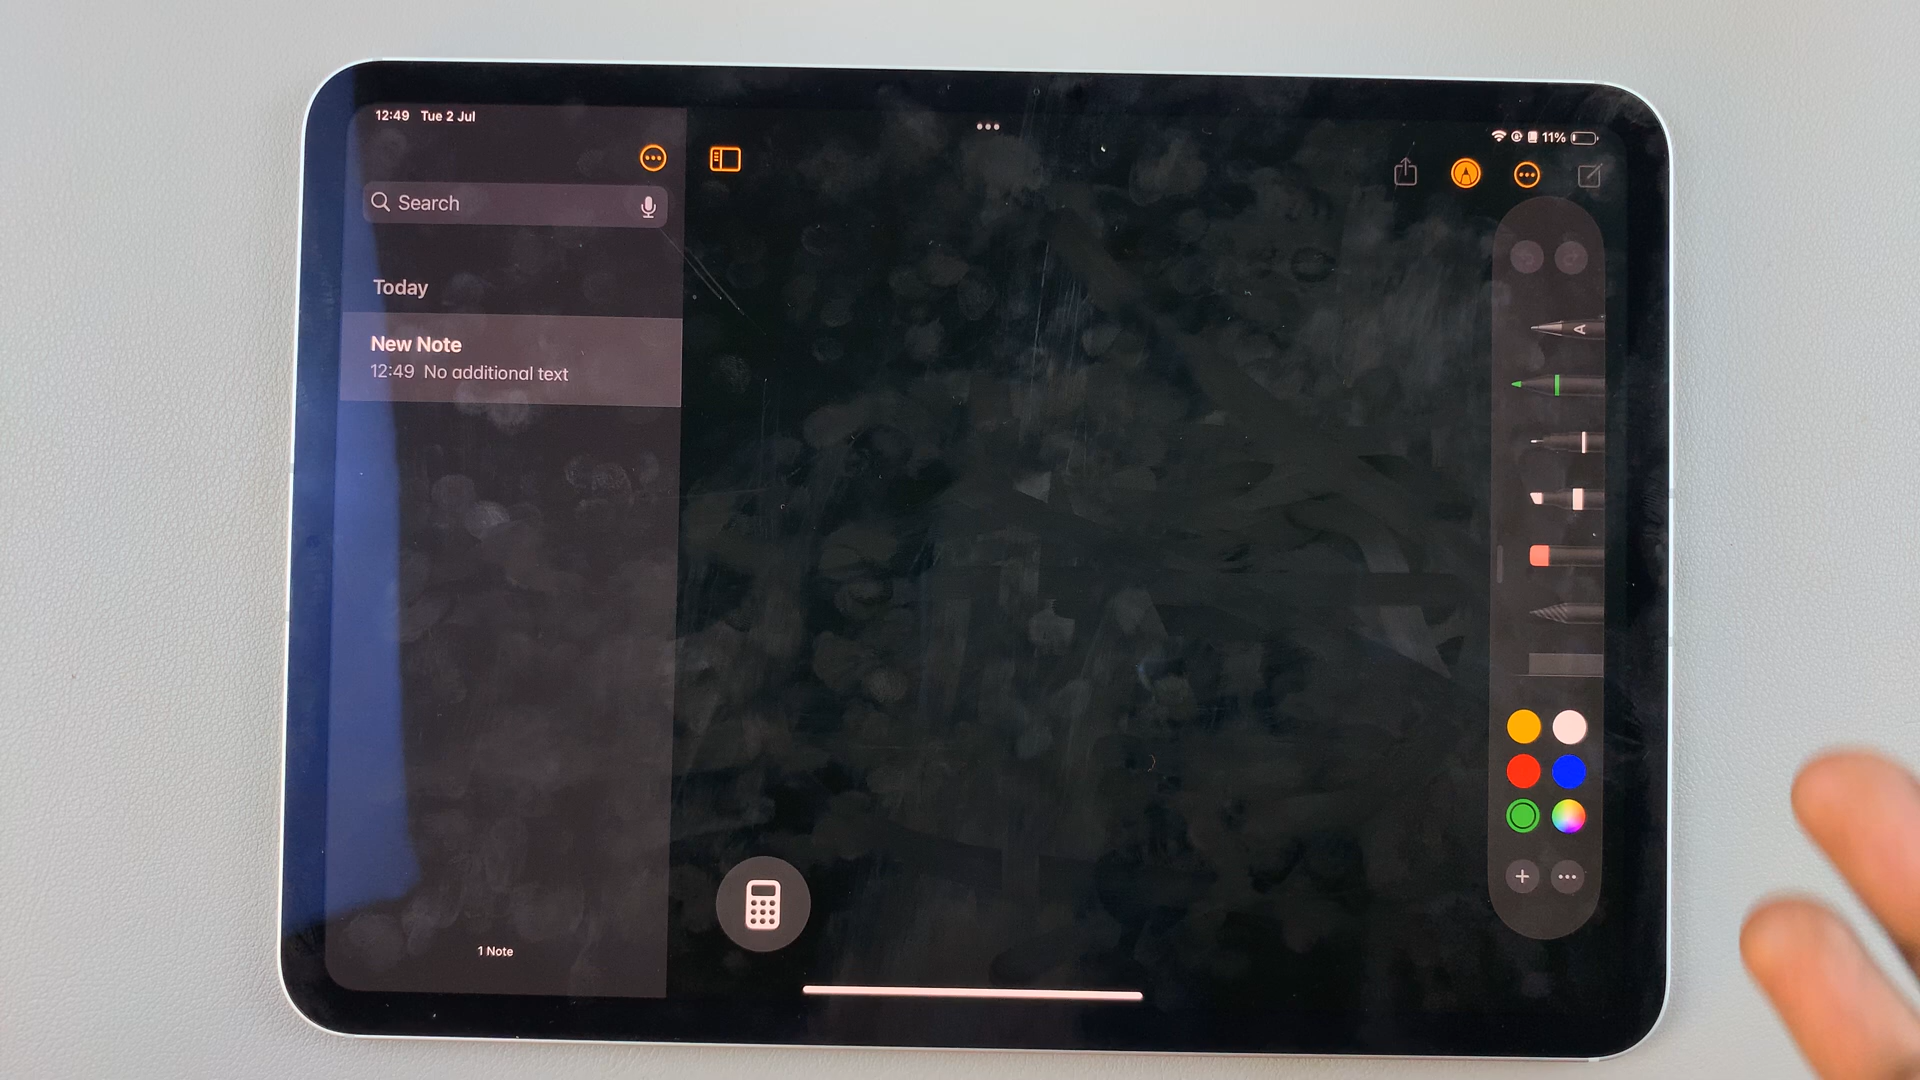 12:49 Tue 2 Jul
11%
Search
Today
New Note
12:49 No additional text
A
1 Note